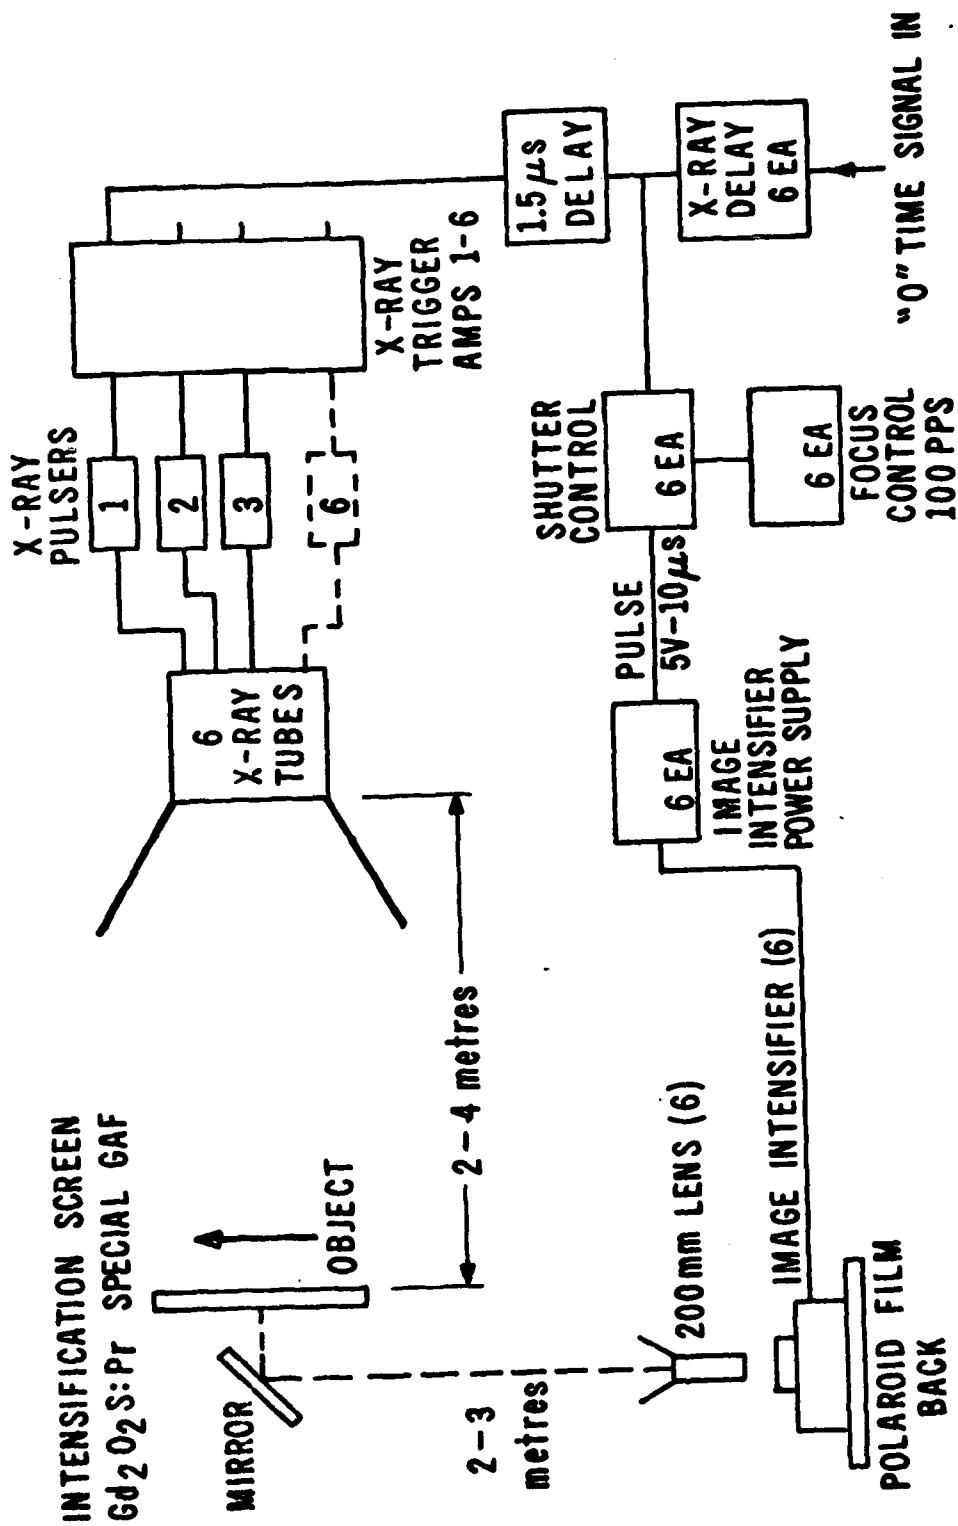 INTENSIFICATION SCREEN
Gd2O2S:Pr SPECIAL GAF
MIRROR
OBJECT
2-3
metres
2-4 metres
200mm LENS (6)
IMAGE INTENSIFIER (6)
POLAROID FILM
BACK
6
X-RAY
TUBES
X-RAY
PULSERS
1
2
3
6
X-RAY
TRIGGER
AMPS 1-6
1.5μs
DELAY
X-RAY
DELAY
6 EA
"O" TIME SIGNAL IN
SHUTTER
CONTROL
6 EA
6 EA
FOCUS
CONTROL
100 PPS
PULSE
5V-10μs
6 EA
IMAGE
INTENSIFIER
POWER SUPPLY